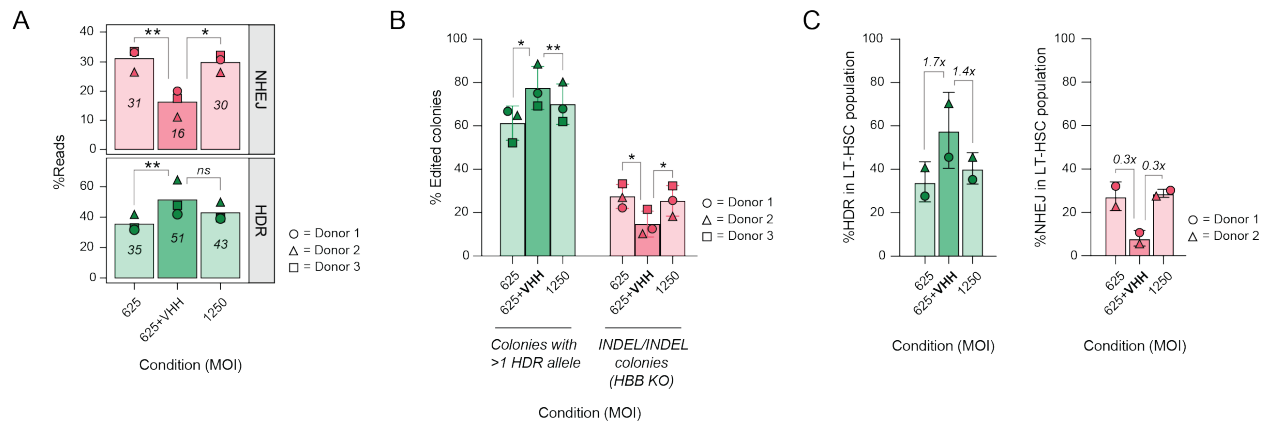 A
%Reads
40
30
20
10
0
**
*
31
16
30
NHEJ
60
40
20
0
**
ns
35
51
43
HDR
625
625+VHH
1250
Condition (MOI)
= Donor 1
= Donor 2
= Donor 3
B
% Edited colonies
100
80
60
40
20
0
*
**
*
*
625
625+VHH
1250
625
625+VHH
1250
Colonies with
>1 HDR allele
INDEL/INDEL
colonies
(HBB KO)
Condition (MOI)
= Donor 1
= Donor 2
= Donor 3
C
%HDR in LT-HSC population
100
80
60
40
20
0
1.7x
1.4x
625
625+VHH
1250
Condition (MOI)
%NHEJ in LT-HSC population
100
80
60
40
20
0
0.3x
0.3x
625
625+VHH
1250
Condition (MOI)
= Donor 1
= Donor 2